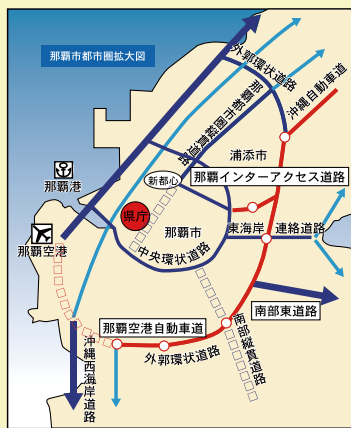 那覇市都市圏拡大図
外郭環状道路
那覇都市圏縦貫道路
沖縄自動車道
浦添市
那覇インターアクセス道路
新都心
那覇港
県庁
那覇市
東海岸 連絡道路
中央環状道路
那覇空港
南部東道路
那覇空港自動車道
南部縦貫道路
外郭環状道路
沖縄西海岸道路